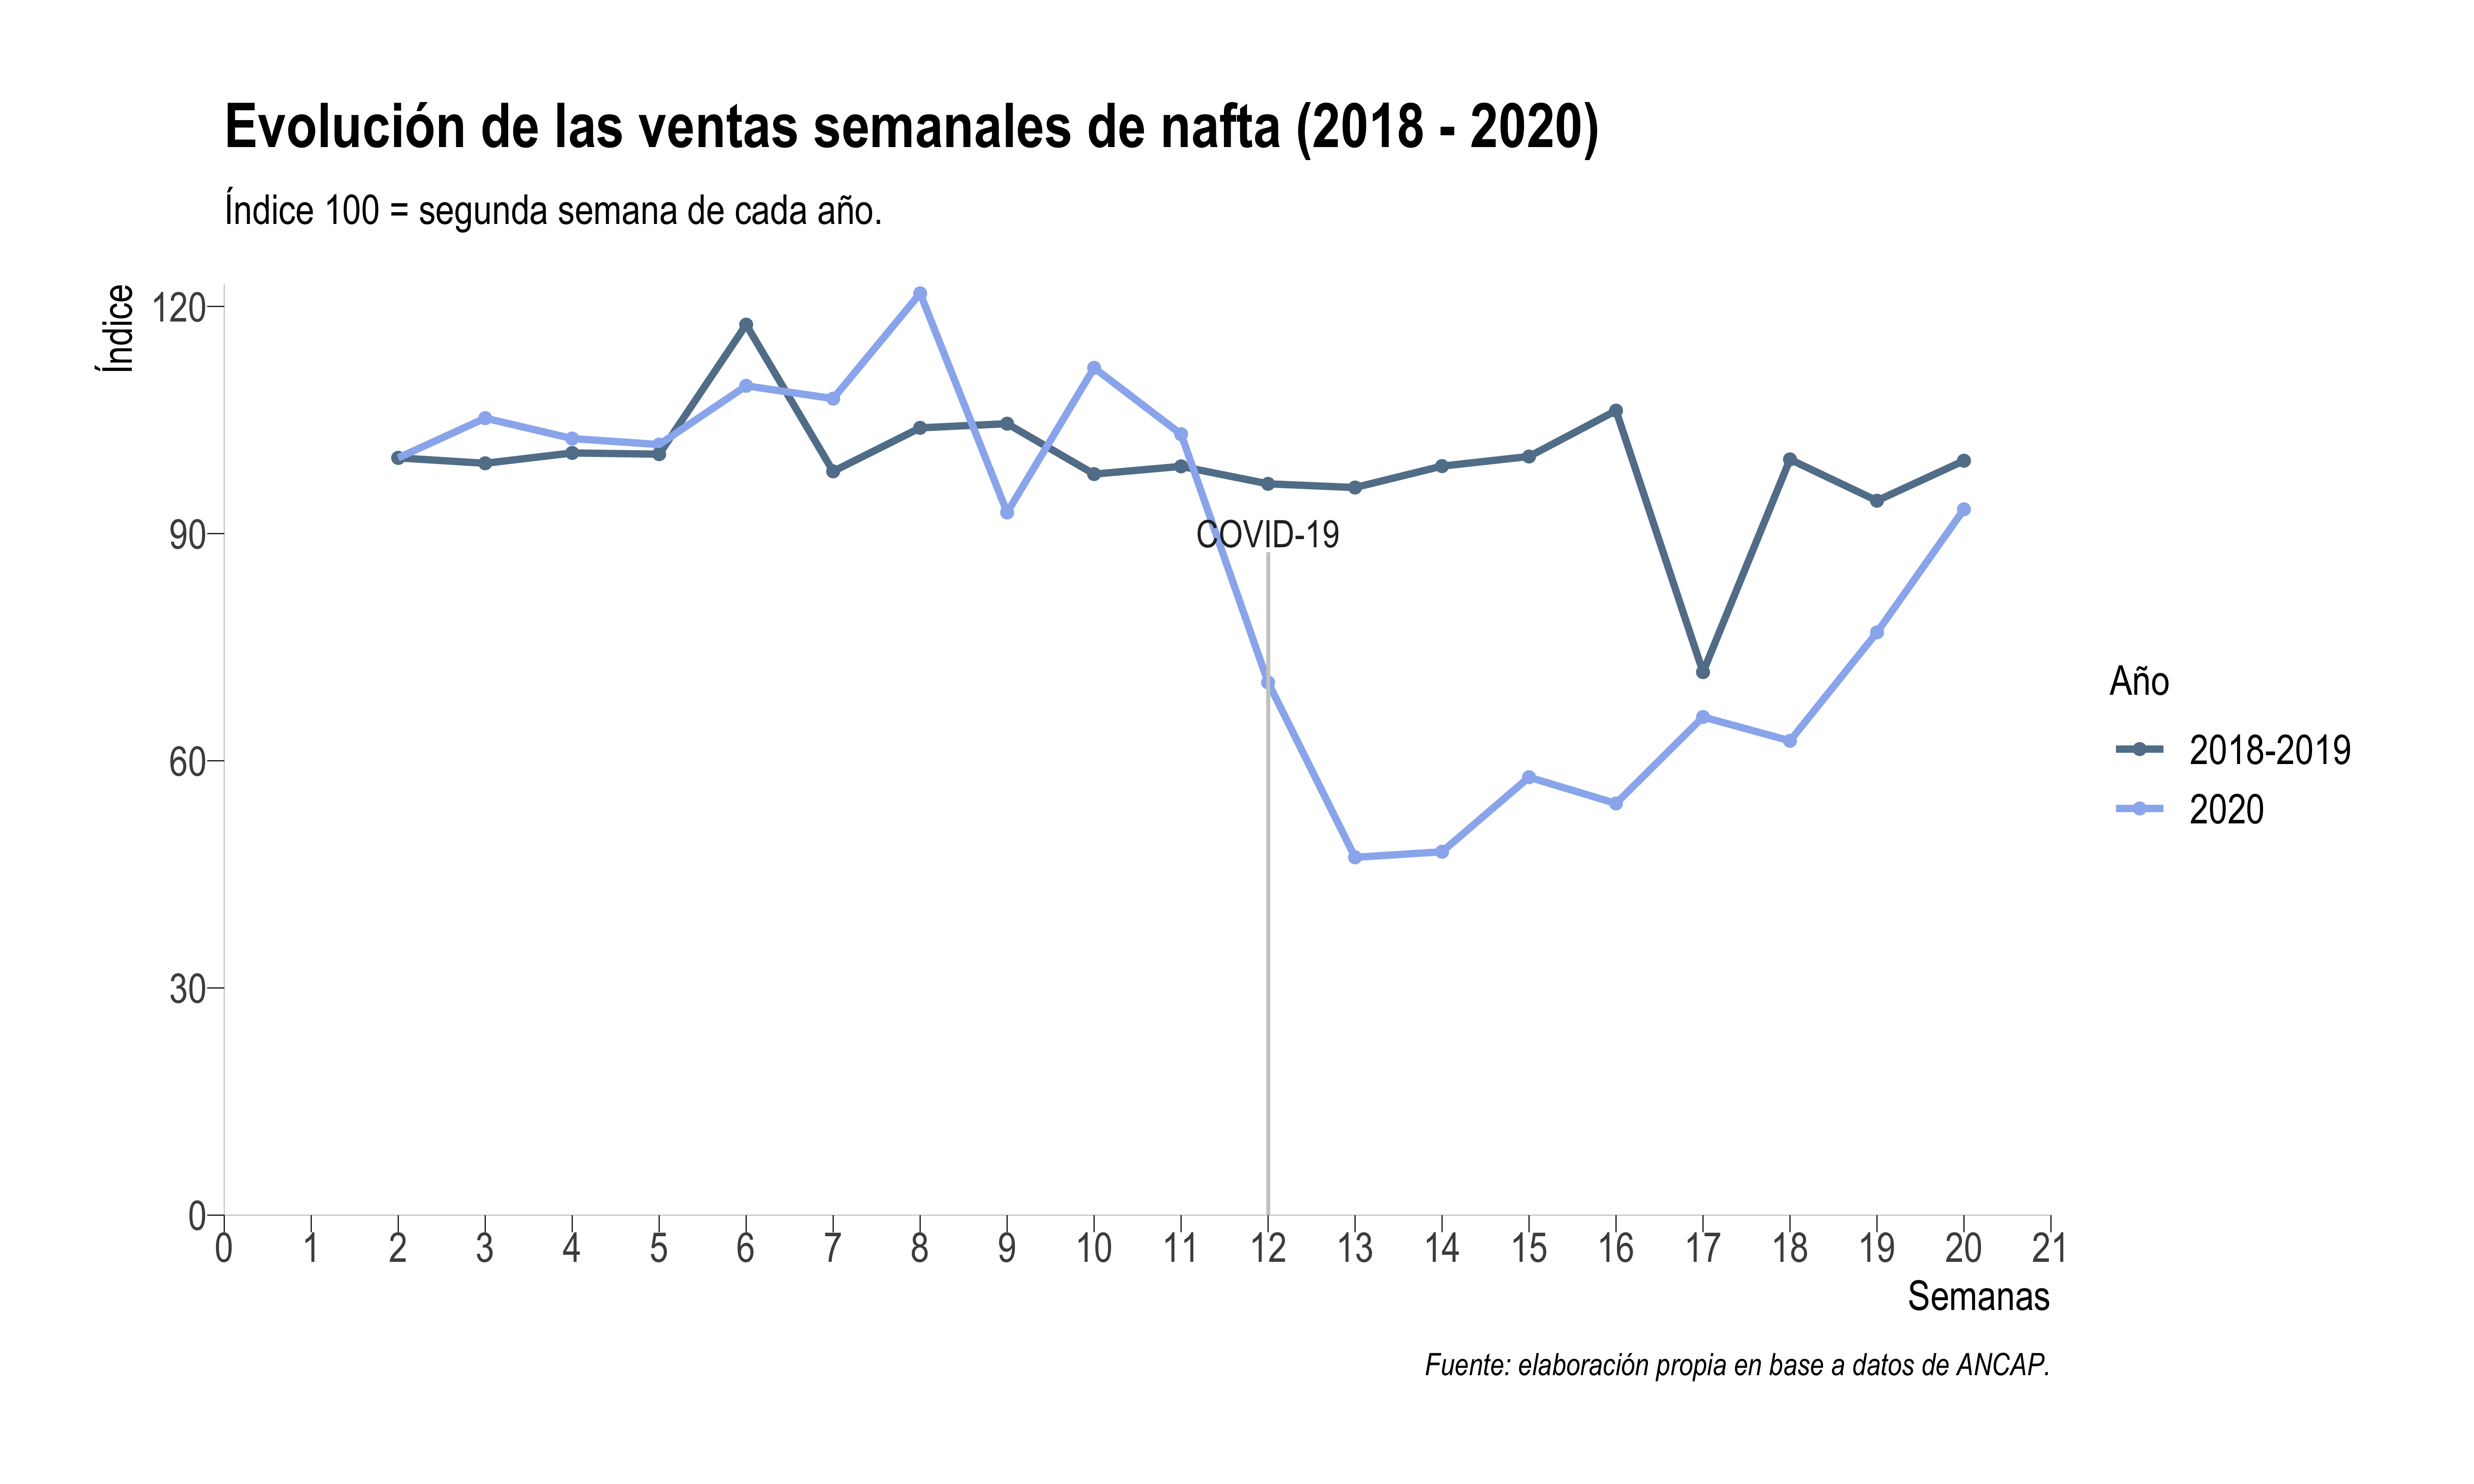 Evolución de las ventas semanales de nafta (2018 - 2020)
Índice 100 = segunda semana de cada año.
Índice
120
90
60
30
0
COVID-19
0 1 2 3 4 5 6 7 8 9 10 11 12 13 14 15 16 17 18 19 20 21
Semanas
Año
2018-2019
2020
Fuente: elaboración propia en base a datos de ANCAP.